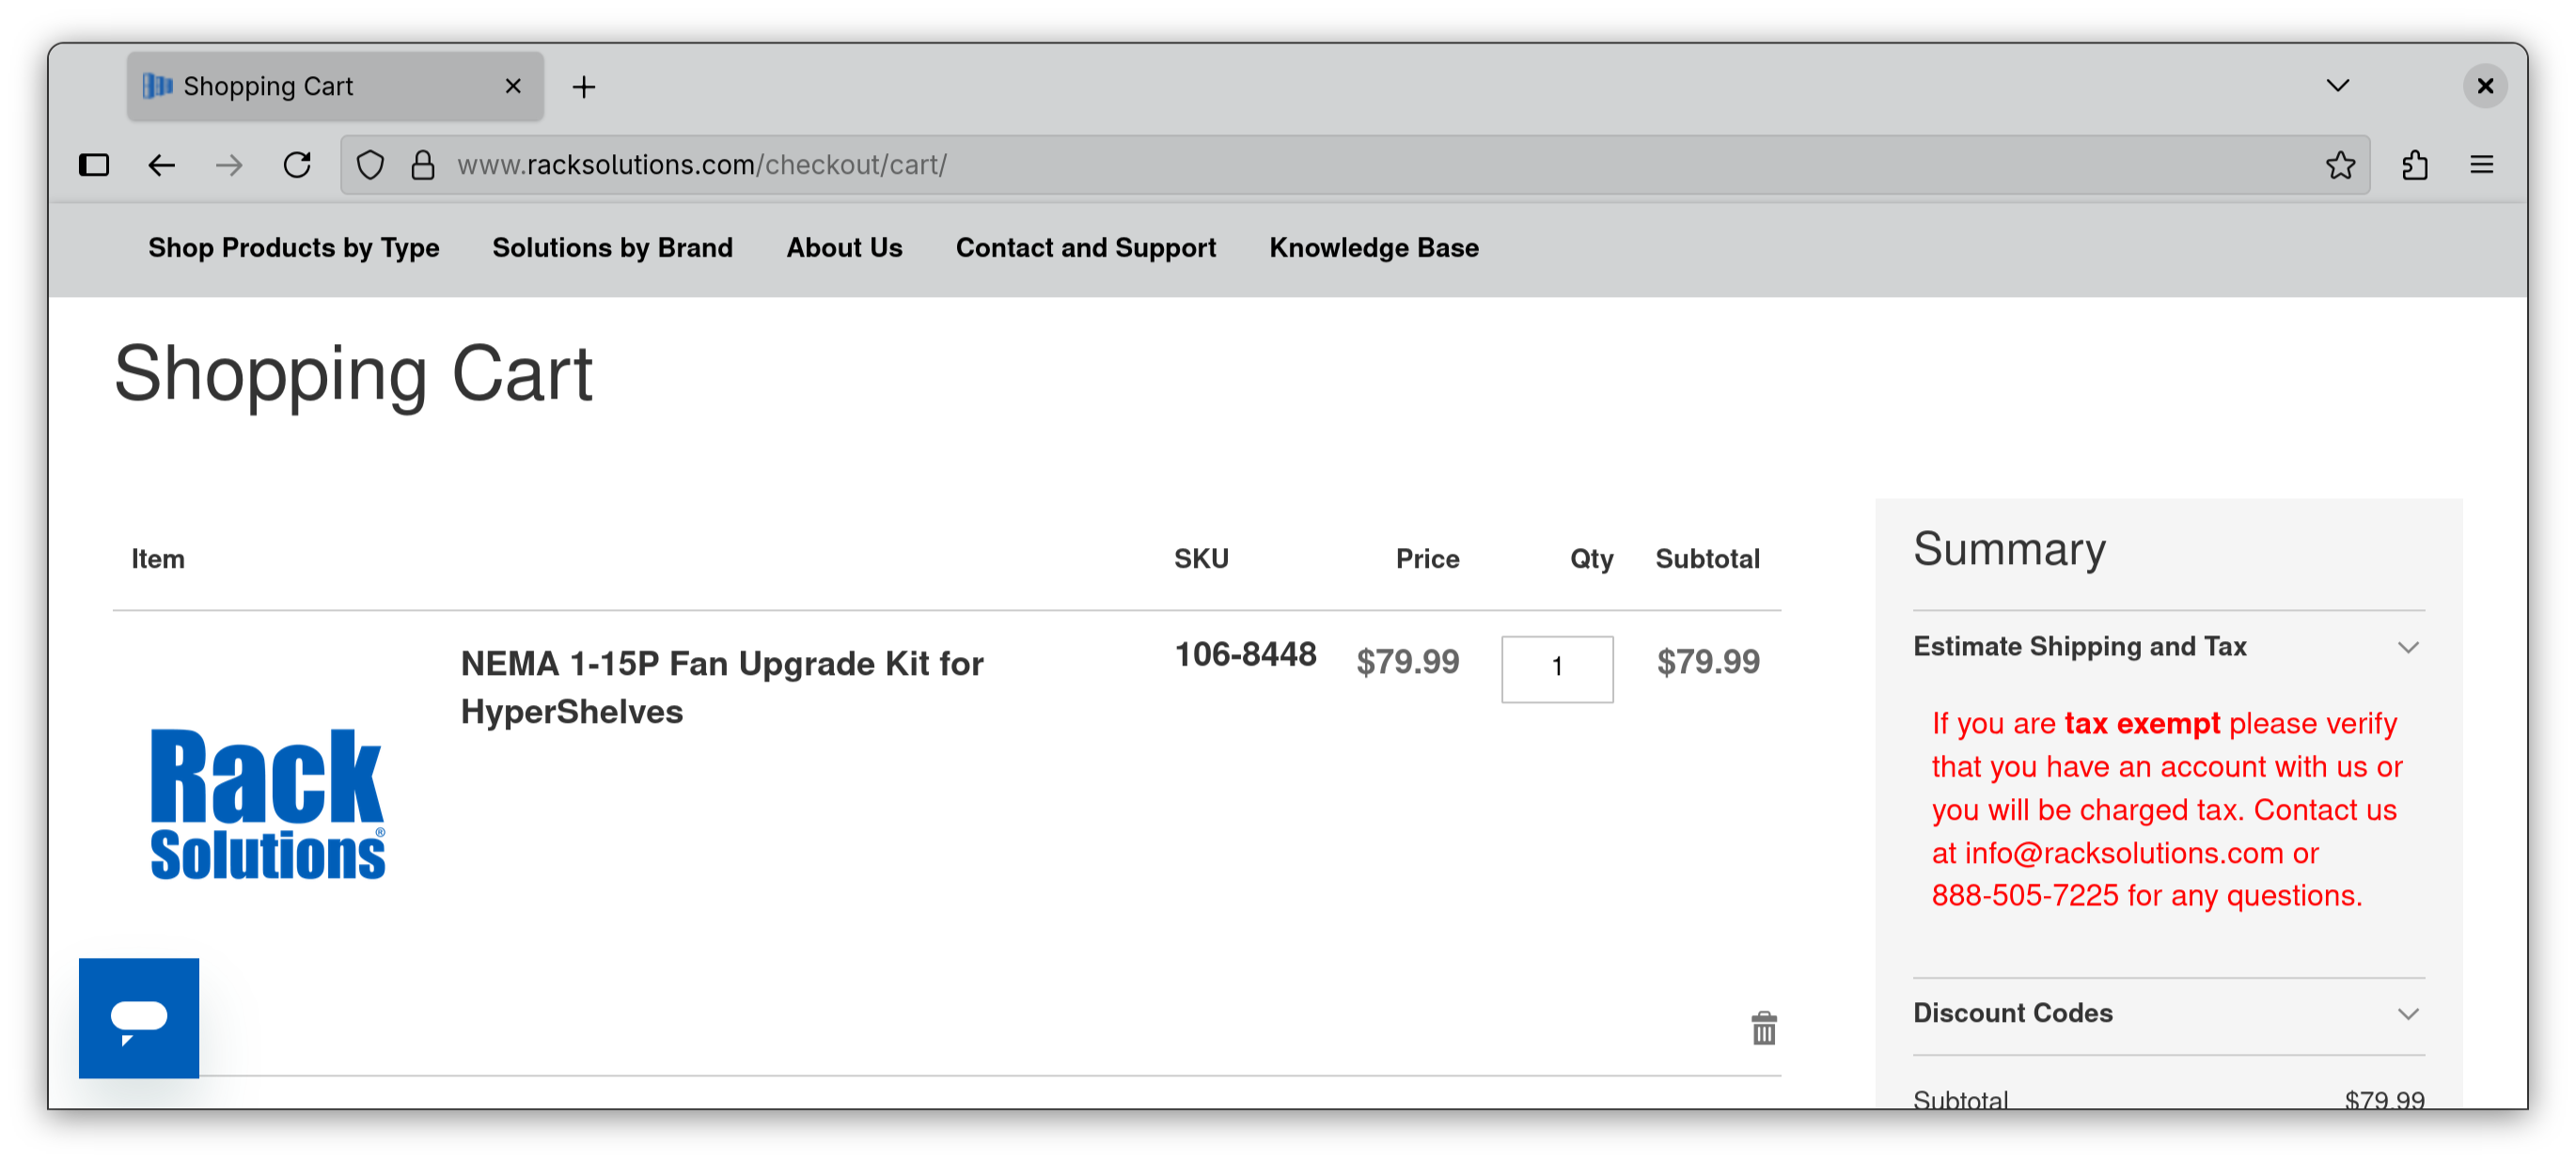 Shopping Cart
www.racksolutions.com/checkout/cart/
Shop Products by Type Solutions by Brand About Us Contact and Support Knowledge Base
Shopping Cart
Item SKU Price Qty Subtotal
NEMA 1-15P Fan Upgrade Kit for
HyperShelves
106-8448 $79.99 1 $79.99
Rack
Solutions®
Summary
Estimate Shipping and Tax
If you are tax exempt please verify
that you have an account with us or
you will be charged tax. Contact us
at info@racksolutions.com or
888-505-7225 for any questions.
Discount Codes
Subtotal $79.99